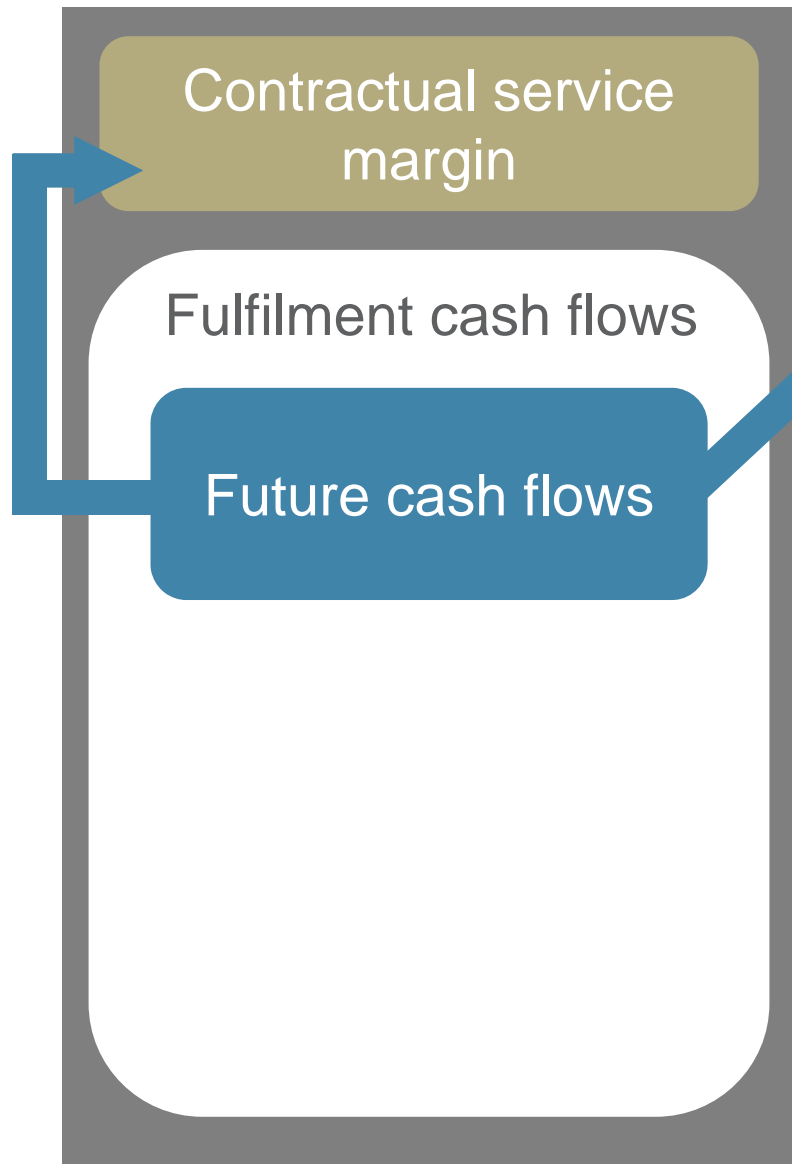 Contractual service
margin
Fulfilment cash flows
Future cash flows